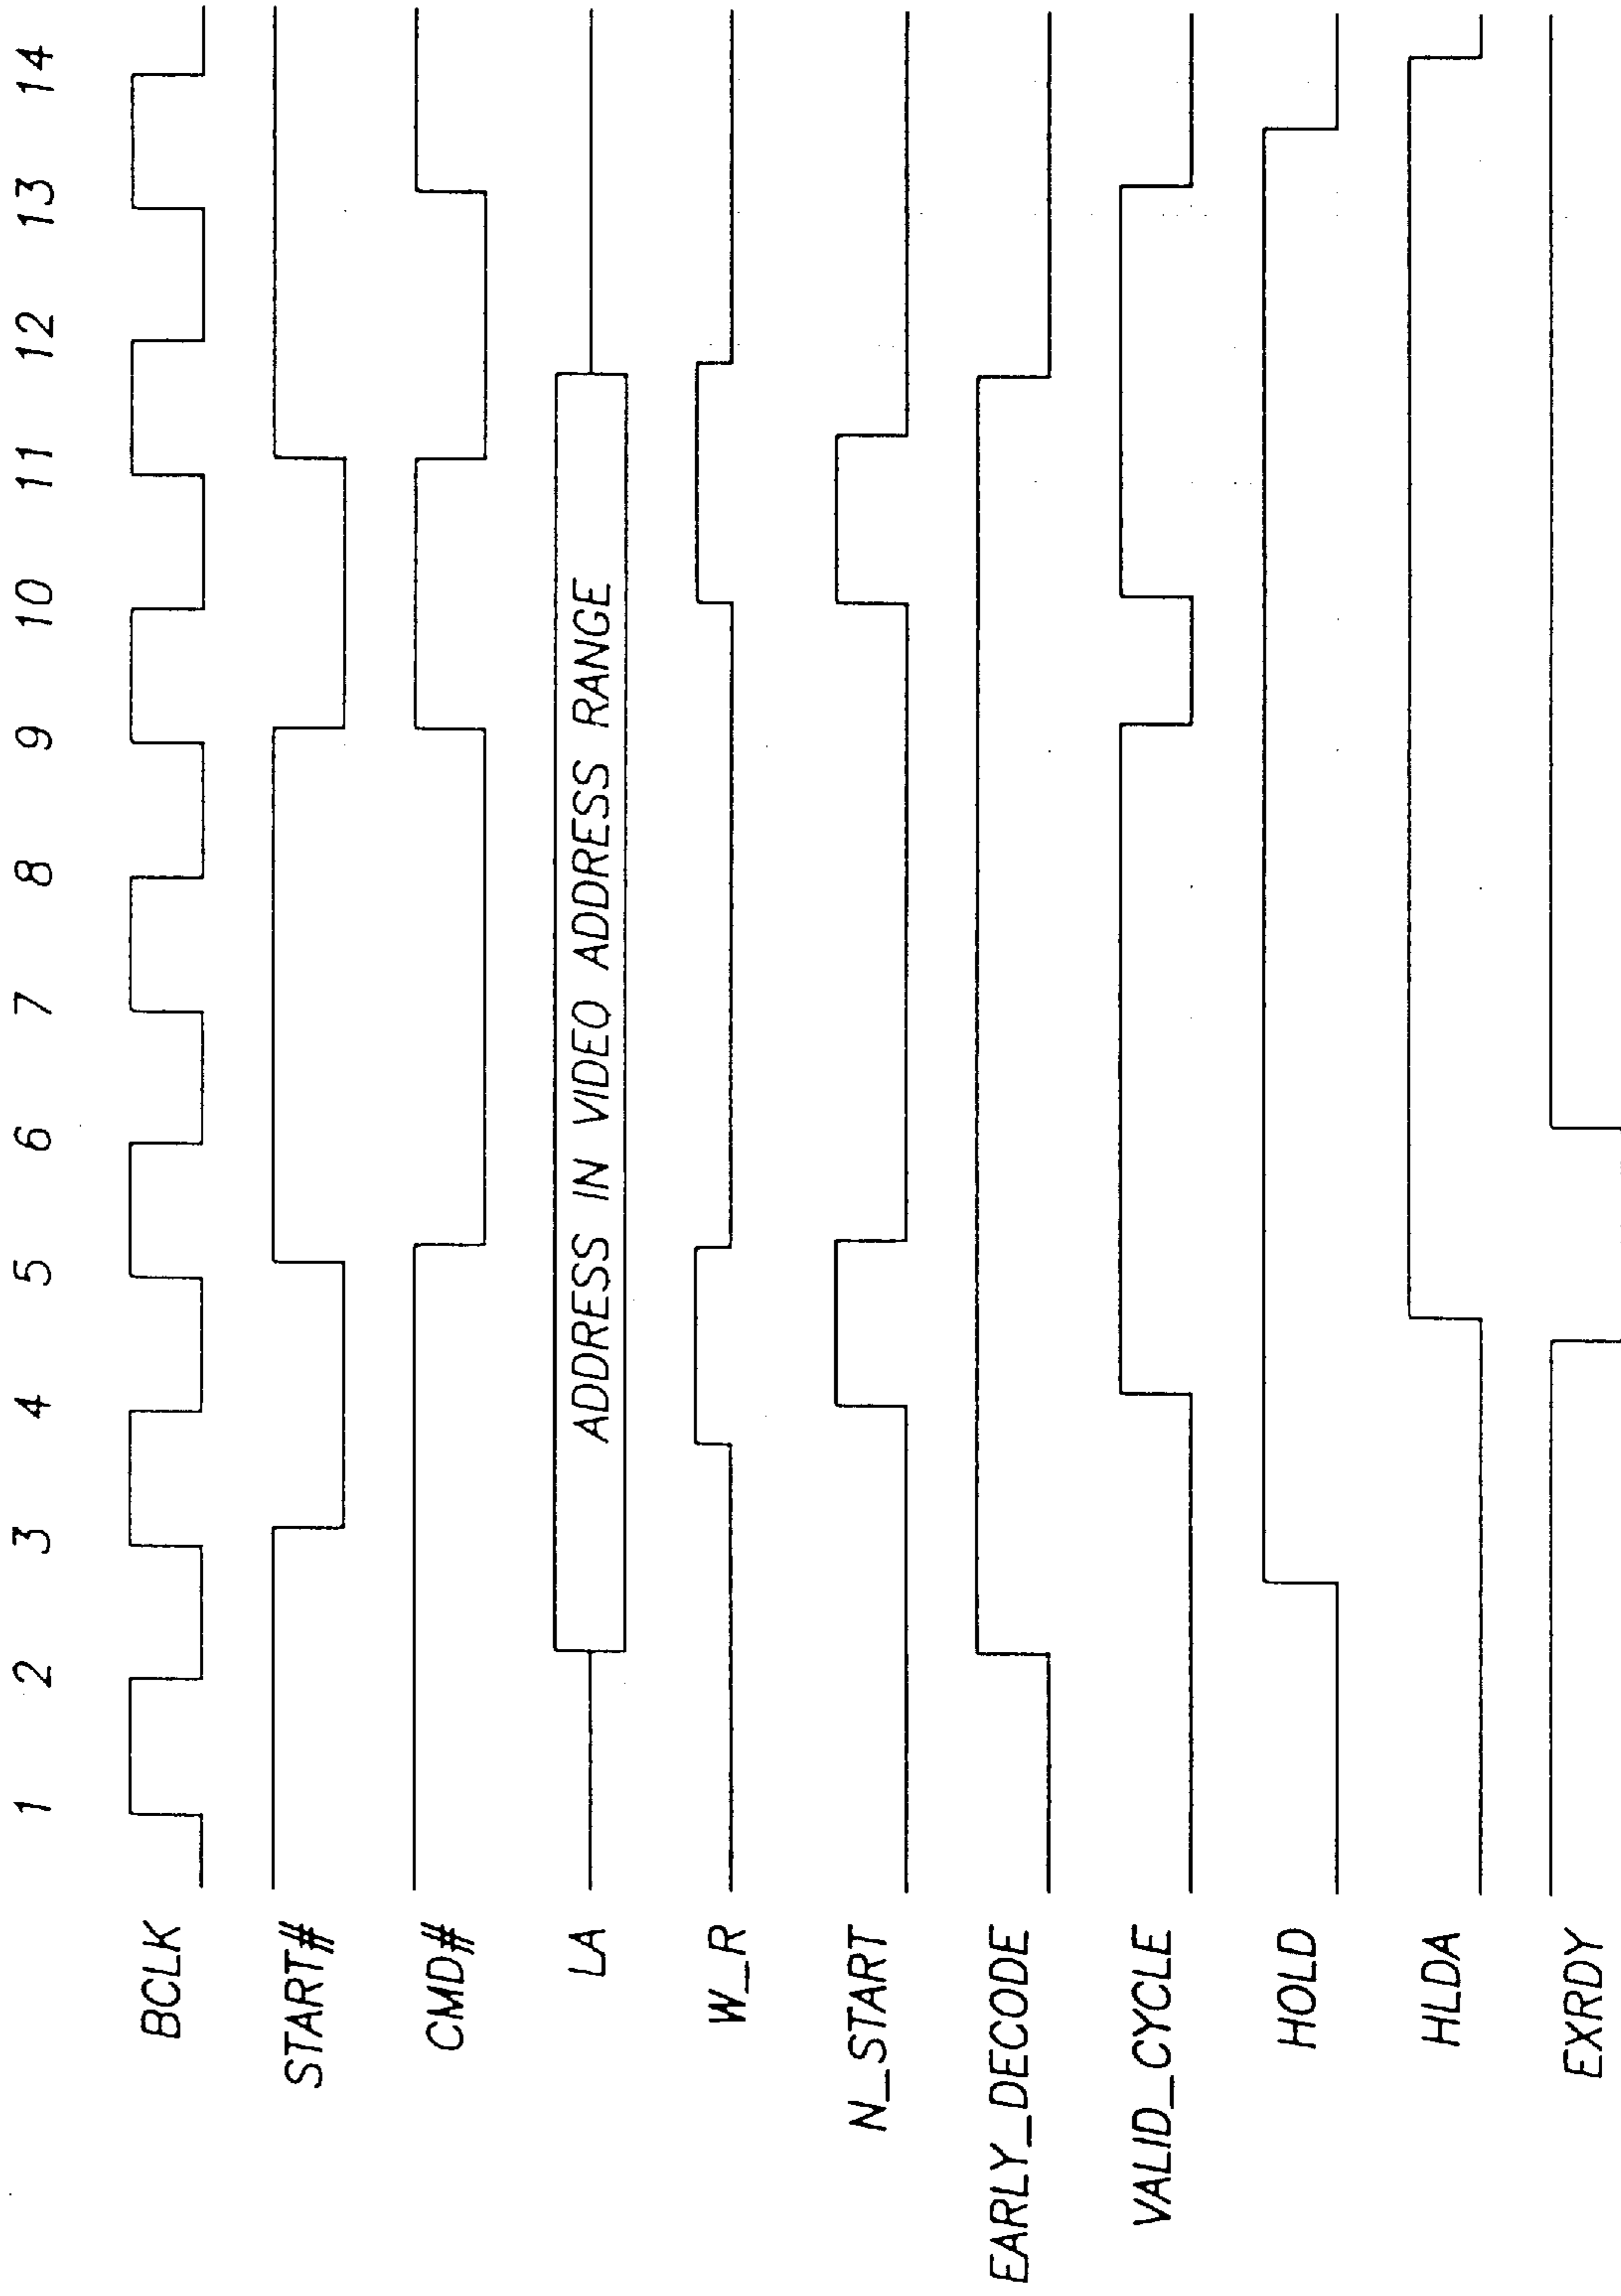 1 2 3 4 5 6 7 8 9 10 11 12 13 14
BCLK
START#
CMD#
LA
ADDRESS IN VIDEO ADDRESS RANGE
W_R
N_START
EARLY_DECODE
VALID_CYCLE
HOLD
HLDA
EXRDY